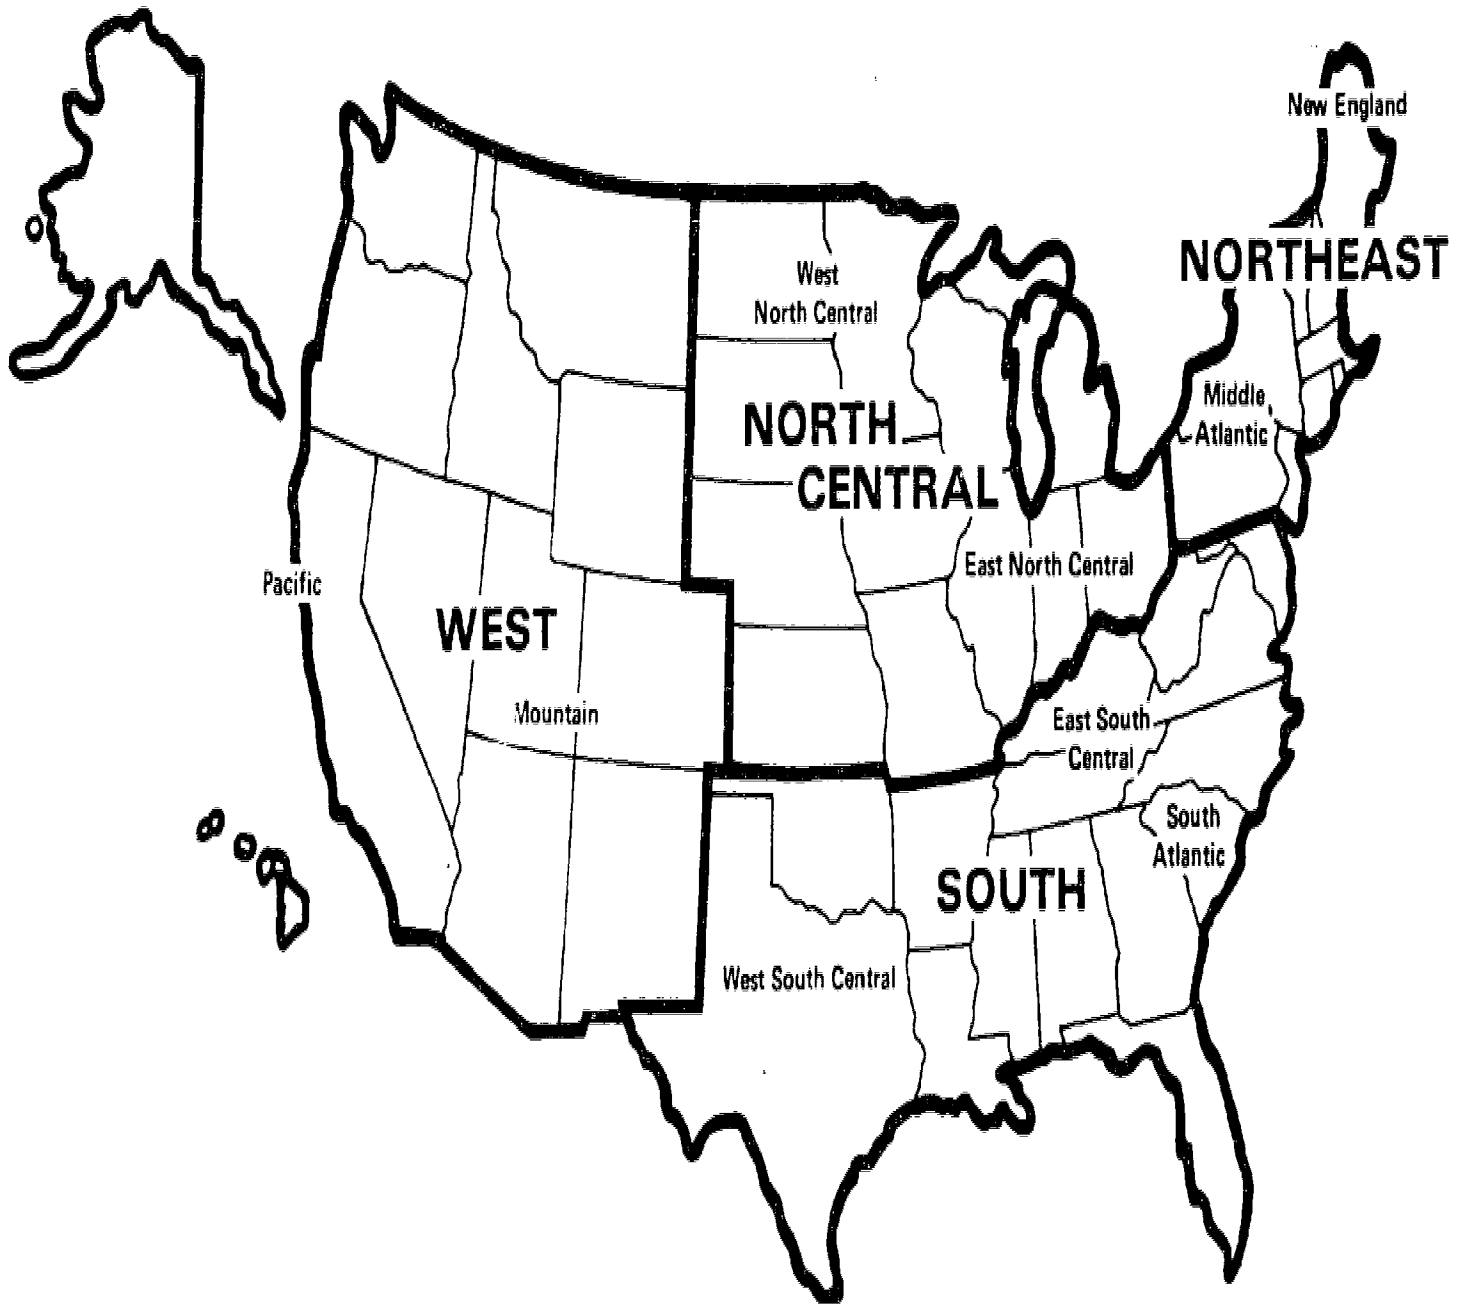 New England
NORTHEAST
West
North Central
Middle
Atlantic
NORTH
CENTRAL
East North Central
Pacific
WEST
Mountain
East South
Central
South
Atlantic
SOUTH
West South Central